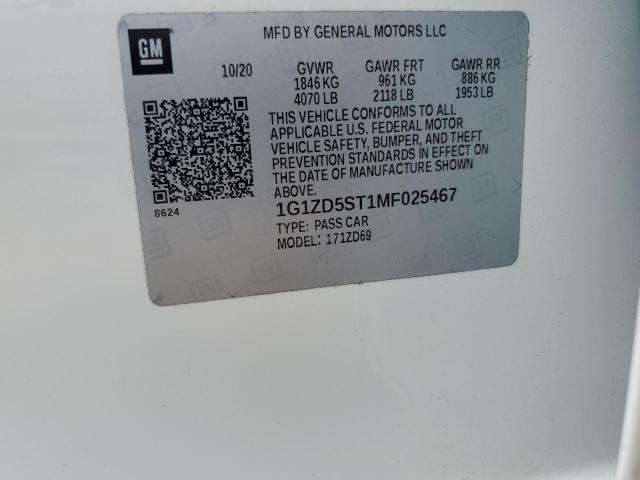 GM
MFD BY GENERAL MOTORS LLC
10/20 GVWR GAWR FRT GAWR RR
1846 KG 961 KG 886 KG
4070 LB 2118 LB 1953 LB
THIS VEHICLE CONFORMS TO ALL
APPLICABLE U.S. FEDERAL MOTOR
VEHICLE SAFETY, BUMPER, AND THEFT
PREVENTION STANDARDS IN EFFECT
ON THE DATE OF MANUFACTURE SHOWN
ABOVE.
8624
1G1ZD5ST1MF025467
TYPE: PASS CAR
MODEL: 171ZD69